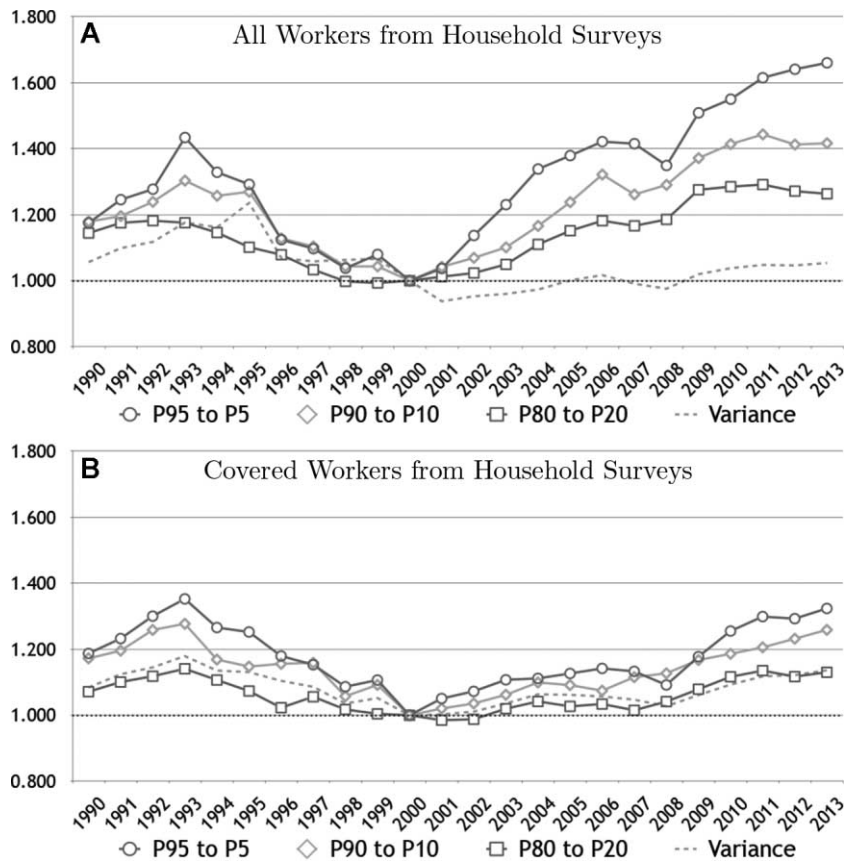 A All Workers from Household Surveys
1.800
1.600
1.400
1.200
1.000
0.800
1990 1991 1992 1993 1994 1995 1996 1997 1998 1999 2000 2001 2002 2003 2004 2005 2006 2007 2008 2009 2010 2011 2012 2013
P95 to P5 P90 to P10 P80 to P20 Variance
B Covered Workers from Household Surveys
1.800
1.600
1.400
1.200
1.000
0.800
1990 1991 1992 1993 1994 1995 1996 1997 1998 1999 2000 2001 2002 2003 2004 2005 2006 2007 2008 2009 2010 2011 2012 2013
P95 to P5 P90 to P10 P80 to P20 Variance